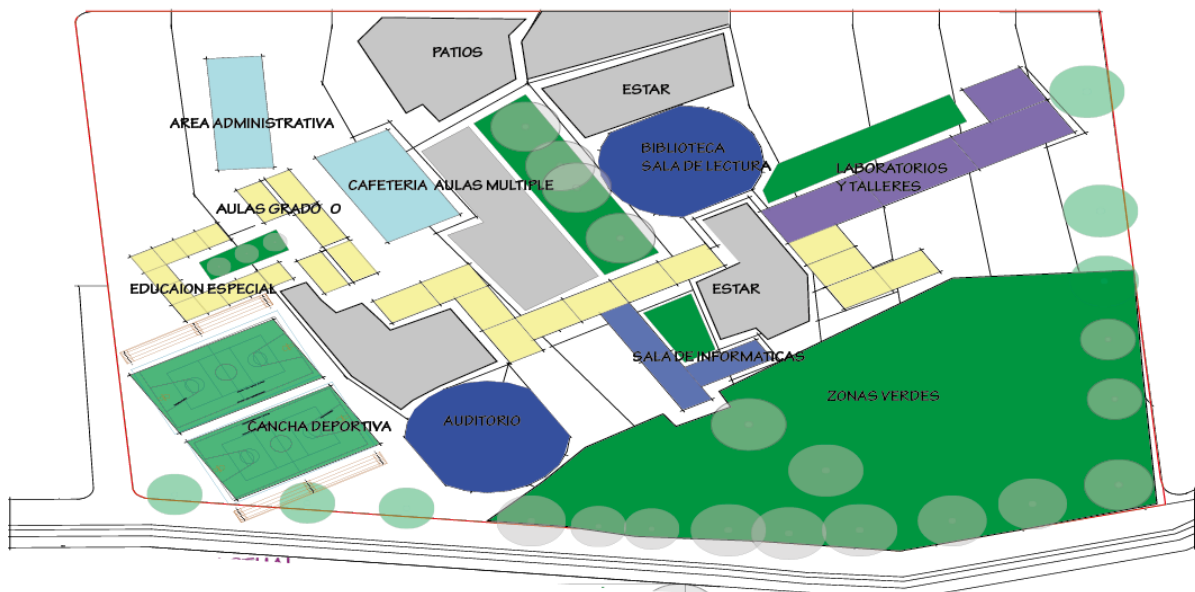 PATIOS
ESTAR
AREA ADMINISTRATIVA
BIBLIOTECA
SALA DE LECTURA
LABORATORIOS
Y TALLERES
CAFETERIA
AULAS MULTIPLE
AULAS GRADO O
EDUCAION ESPECIAL
ESTAR
SALA DE INFORMATICAS
ZONAS VERDES
AUDITORIO
CANCHA DEPORTIVA